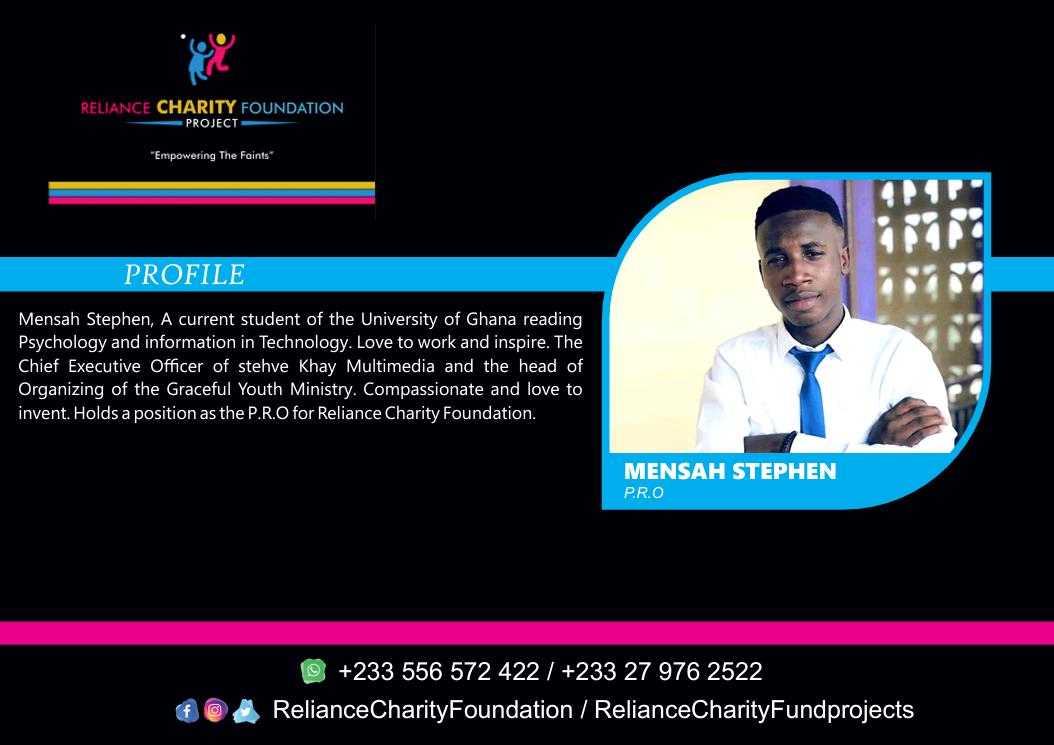 RELIANCE CHARITY FOUNDATION
PROJECT
"Empowering The Faints"
PROFILE
Mensah Stephen, A current student of the University of Ghana reading
Psychology and information in Technology. Love to work and inspire. The
Chief Executive Officer of stehve Khay Multimedia and the head of
Organizing of the Graceful Youth Ministry. Compassionate and love to
invent. Holds a position as the P.R.O for Reliance Charity Foundation.
MENSAH STEPHEN
P.R.O
+233 556 572 422 / +233 27 976 2522
RelianceCharityFoundation / RelianceCharityFundprojects